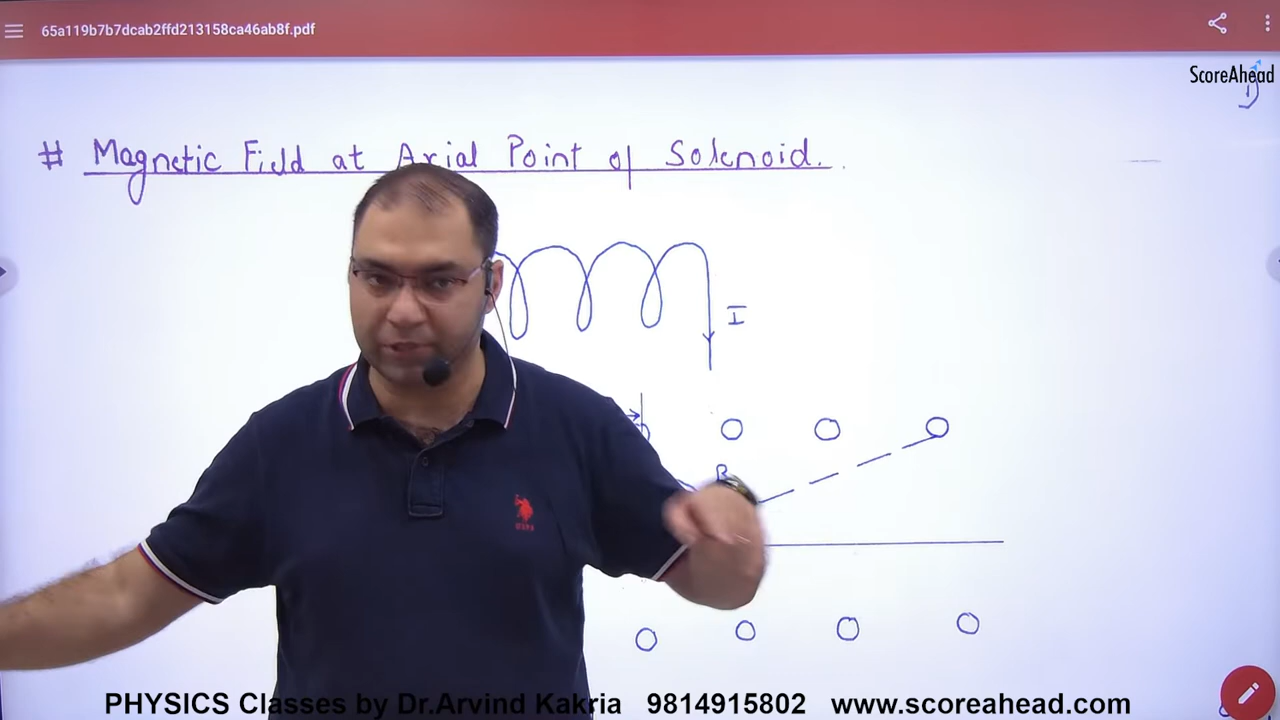 65a119b7b7dcab2ffd213158ca46ab8f.pdf
ScoreAhead
# Magnetic Field at Axial Point of Solenoid.
I
PHYSICS Classes by Dr.Arvind Kakria 9814915802 www.scoreahead.com